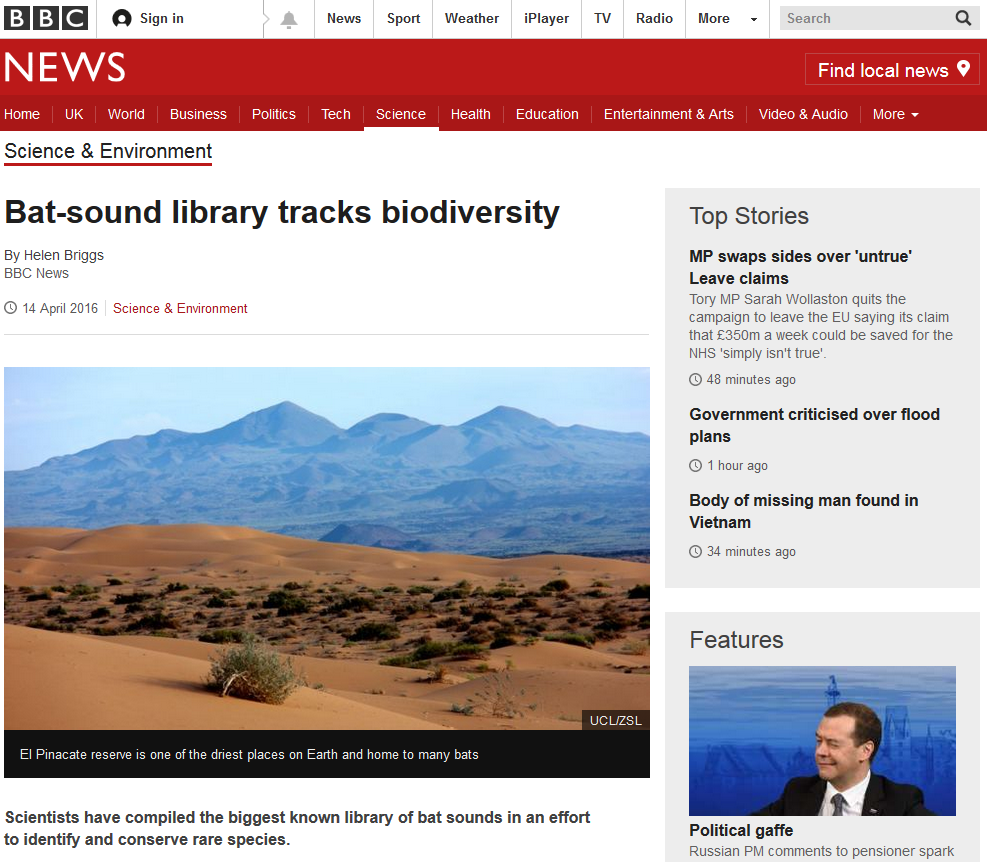 BBC Sign in News Sport Weather iPlayer TV Radio More Search
NEWS
Find local news
Home UK World Business Politics Tech Science Health Education Entertainment & Arts Video & Audio More
Science & Environment
Bat-sound library tracks biodiversity
By Helen Briggs
BBC News
14 April 2016 Science & Environment
UCL/ZSL
El Pinacate reserve is one of the driest places on Earth and home to many bats
Scientists have compiled the biggest known library of bat sounds in an effort
to identify and conserve rare species.
Top Stories
MP swaps sides over 'untrue'
Leave claims
Tory MP Sarah Wollaston quits the
campaign to leave the EU saying its claim
that £350m a week could be saved for the
NHS 'simply isn't true'.
48 minutes ago
Government criticised over flood
plans
1 hour ago
Body of missing man found in
Vietnam
34 minutes ago
Features
Political gaffe
Russian PM comments to pensioner spark